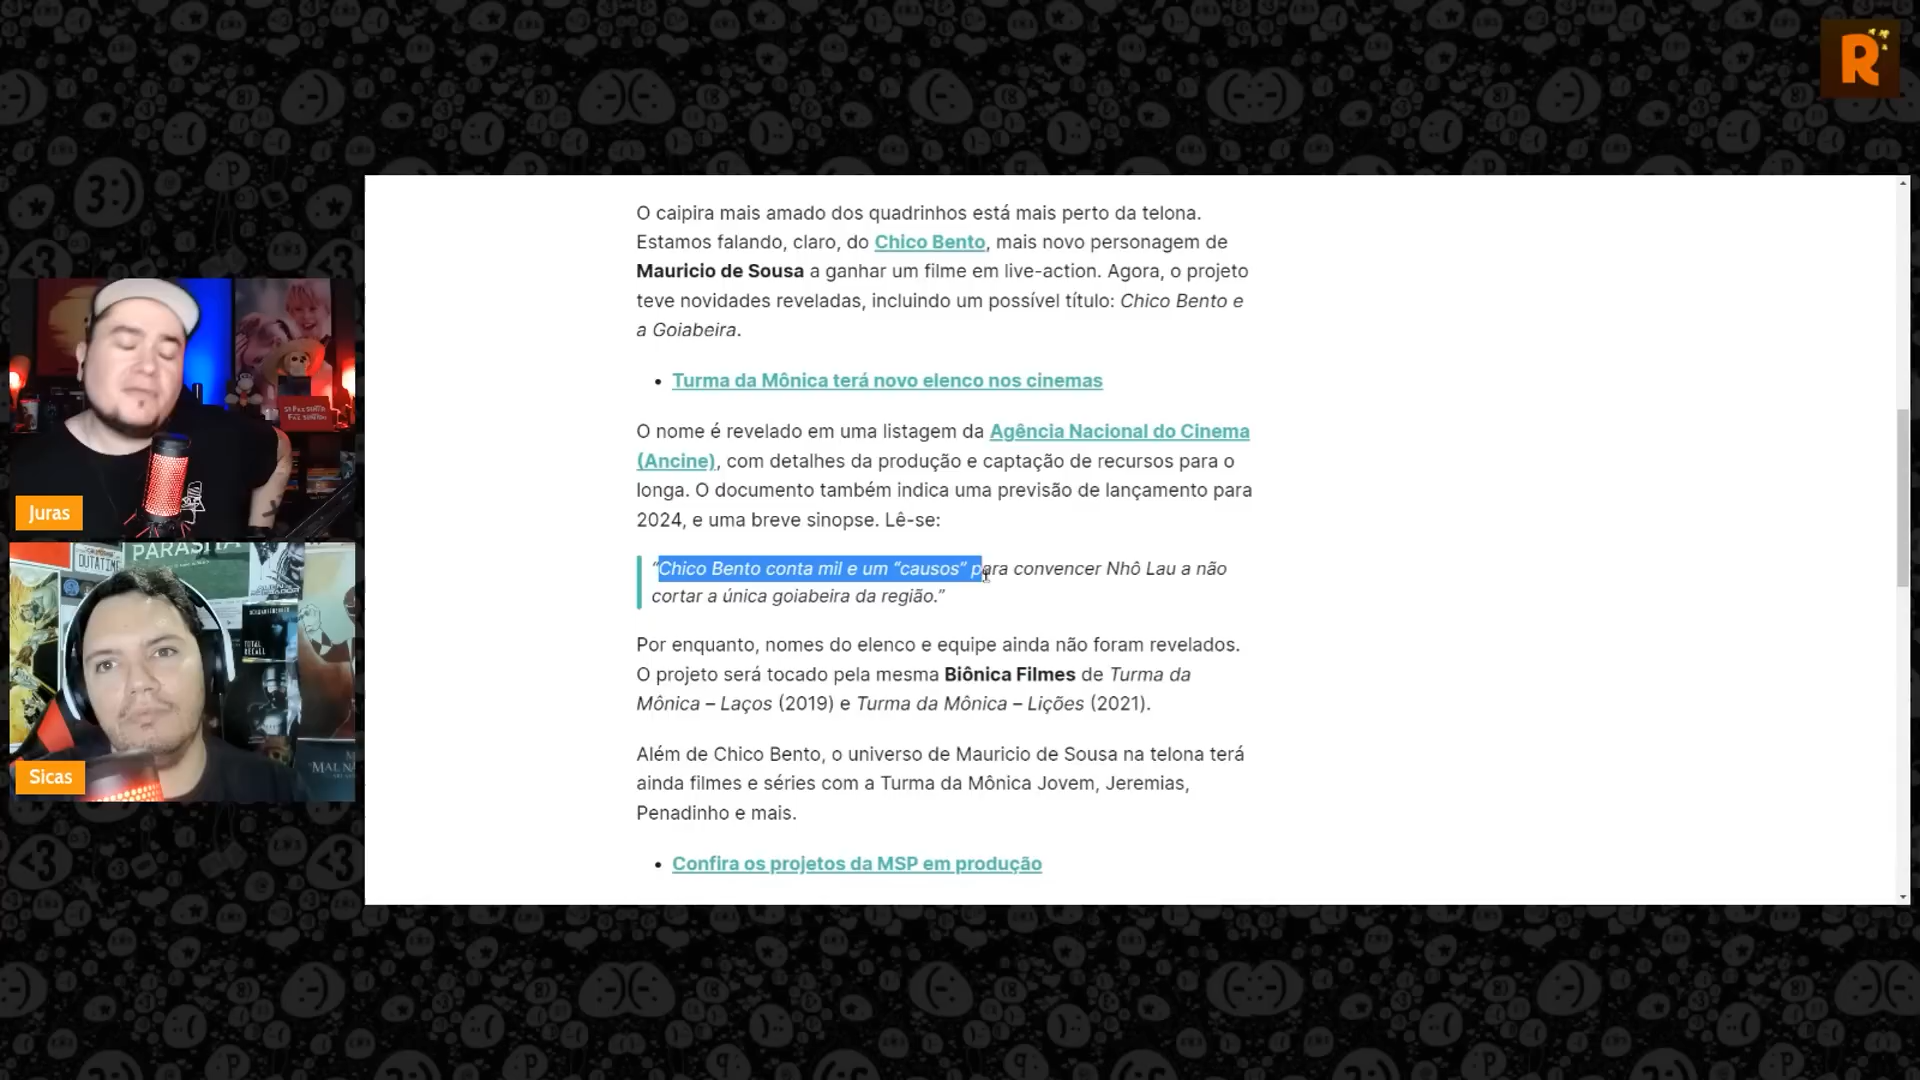 R
O caipira mais amado dos quadrinhos está mais perto da telona.
Estamos falando, claro, do Chico Bento, mais novo personagem de
Mauricio de Sousa a ganhar um filme em live-action. Agora, o projeto
teve novidades reveladas, incluindo um possível título: Chico Bento e
a Goiabeira.
• Turma da Mônica terá novo elenco nos cinemas
O nome é revelado em uma listagem da Agência Nacional do Cinema
(Ancine), com detalhes da produção e captação de recursos para o
longa. O documento também indica uma previsão de lançamento para
2024, e uma breve sinopse. Lê-se:
“Chico Bento conta mil e um “causos” para convencer Nhô Lau a não
cortar a única goiabeira da região.”
Por enquanto, nomes do elenco e equipe ainda não foram revelados.
O projeto será tocado pela mesma Biônica Filmes de Turma da
Mônica – Laços (2019) e Turma da Mônica – Lições (2021).
Além de Chico Bento, o universo de Mauricio de Sousa na telona terá
ainda filmes e séries com a Turma da Mônica Jovem, Jeremias,
Penadinho e mais.
• Confira os projetos da MSP em produção
Juras
PARASITA
OUTATIME
TOTAL
RECALL
Sicas